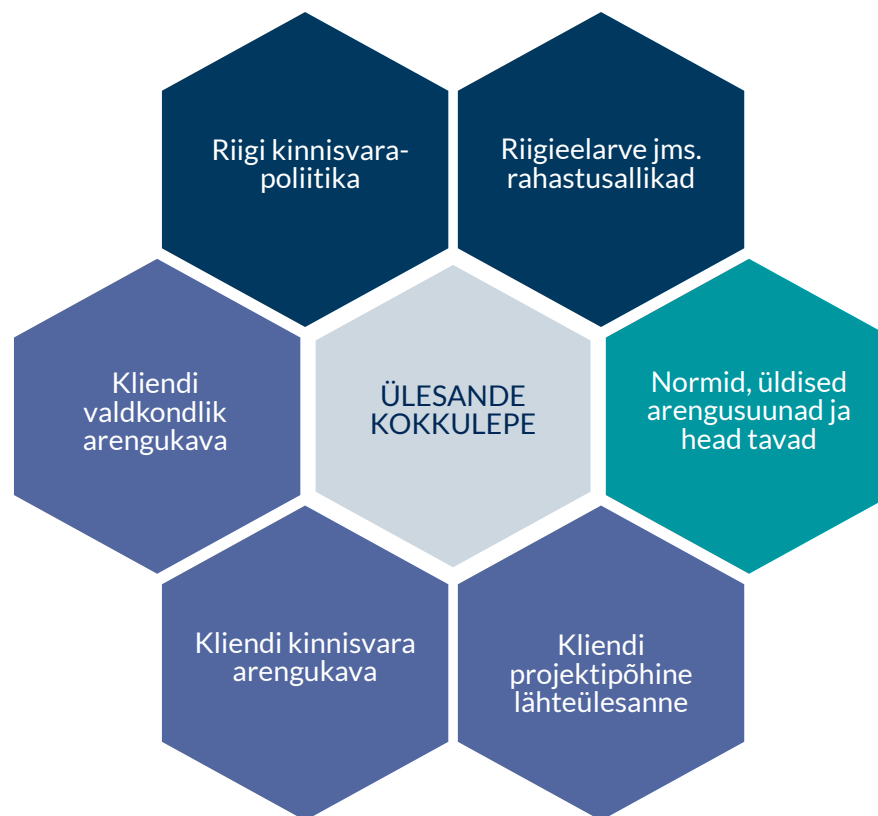 Riigi kinnisvara-
poliitika
Riigieelarve jms.
rahastusallikad
Kliendi
valdkondlik
arengukava
ÜLESANDE
KOKKULEPE
Normid, üldised
arengusuunad ja
head tavad
Kliendi kinnisvara
arengukava
Kliendi
projektipõhine
lähteülesanne